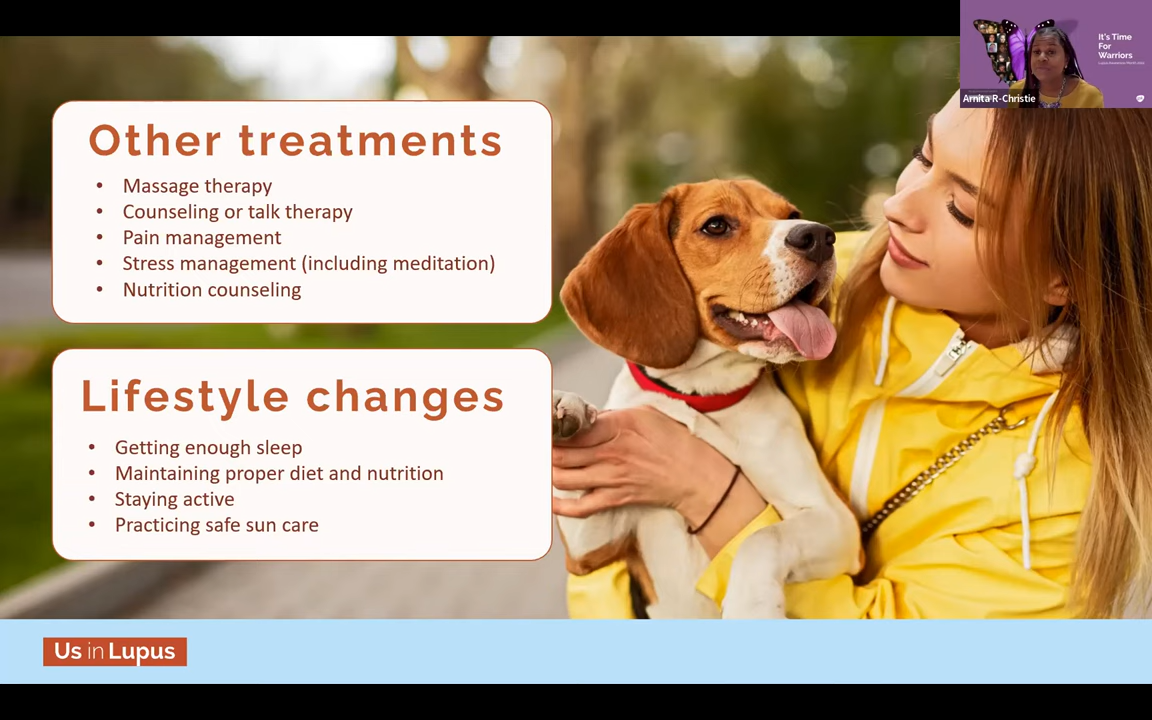 It's Time
For
Warriors
Arnita R-Christie
Other treatments
• Massage therapy
• Counseling or talk therapy
• Pain management
• Stress management (including meditation)
• Nutrition counseling
Lifestyle changes
• Getting enough sleep
• Maintaining proper diet and nutrition
• Staying active
• Practicing safe sun care
Us in Lupus